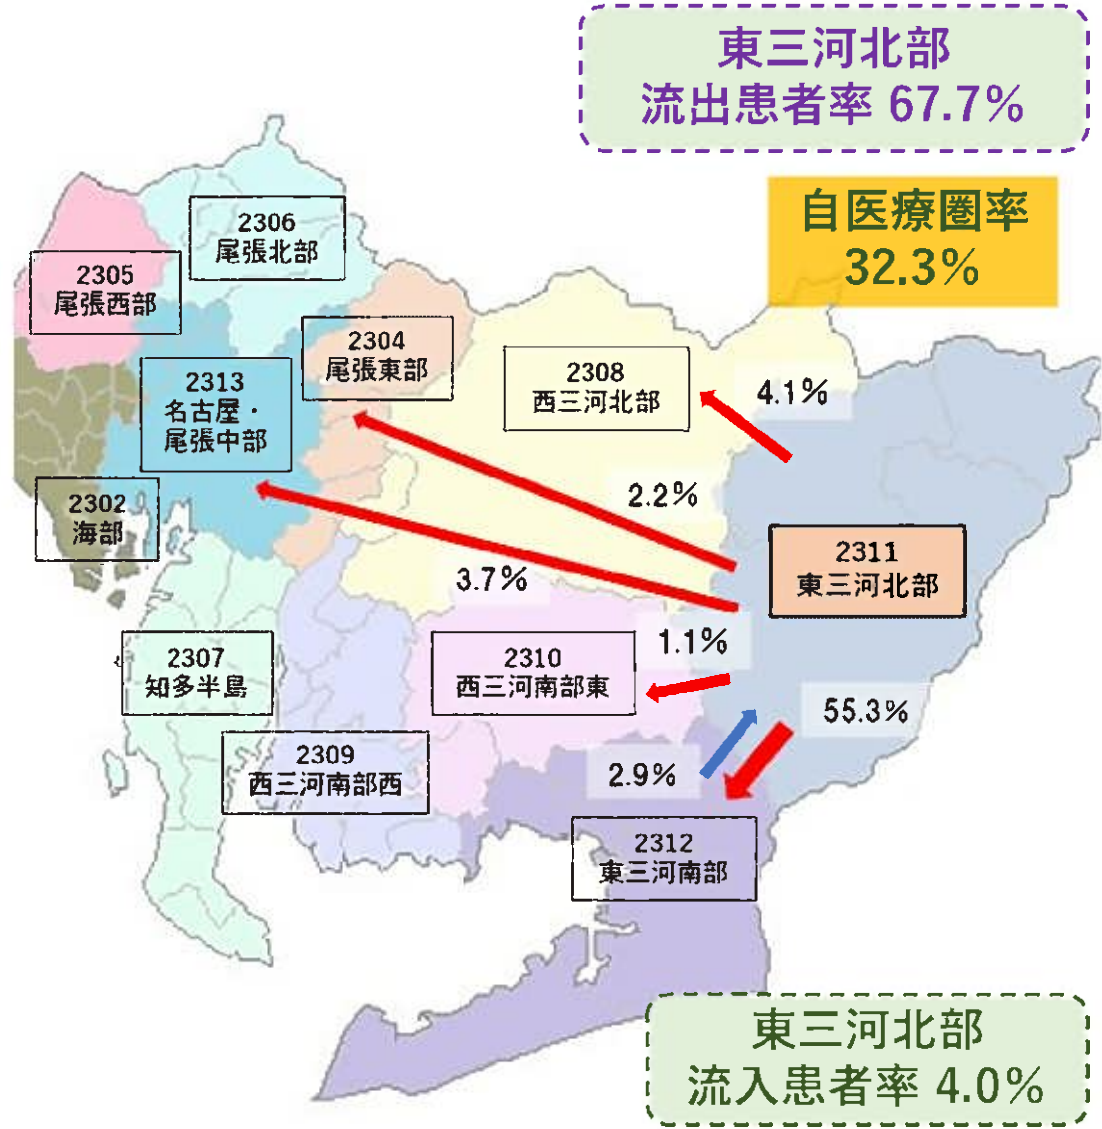 東三河北部
流出患者率 67.7%
自医療圏率
32.3%
2306
尾張北部
2305
尾張西部
2304
尾張東部
2308
西三河北部
4.1%
2313
名古屋・
尾張中部
2.2%
2302
海部
2311
東三河北部
3.7%
1.1%
2307
知多半島
2310
西三河南部東
55.3%
2309
西三河南部西
2.9%
2312
東三河南部
東三河北部
流入患者率 4.0%